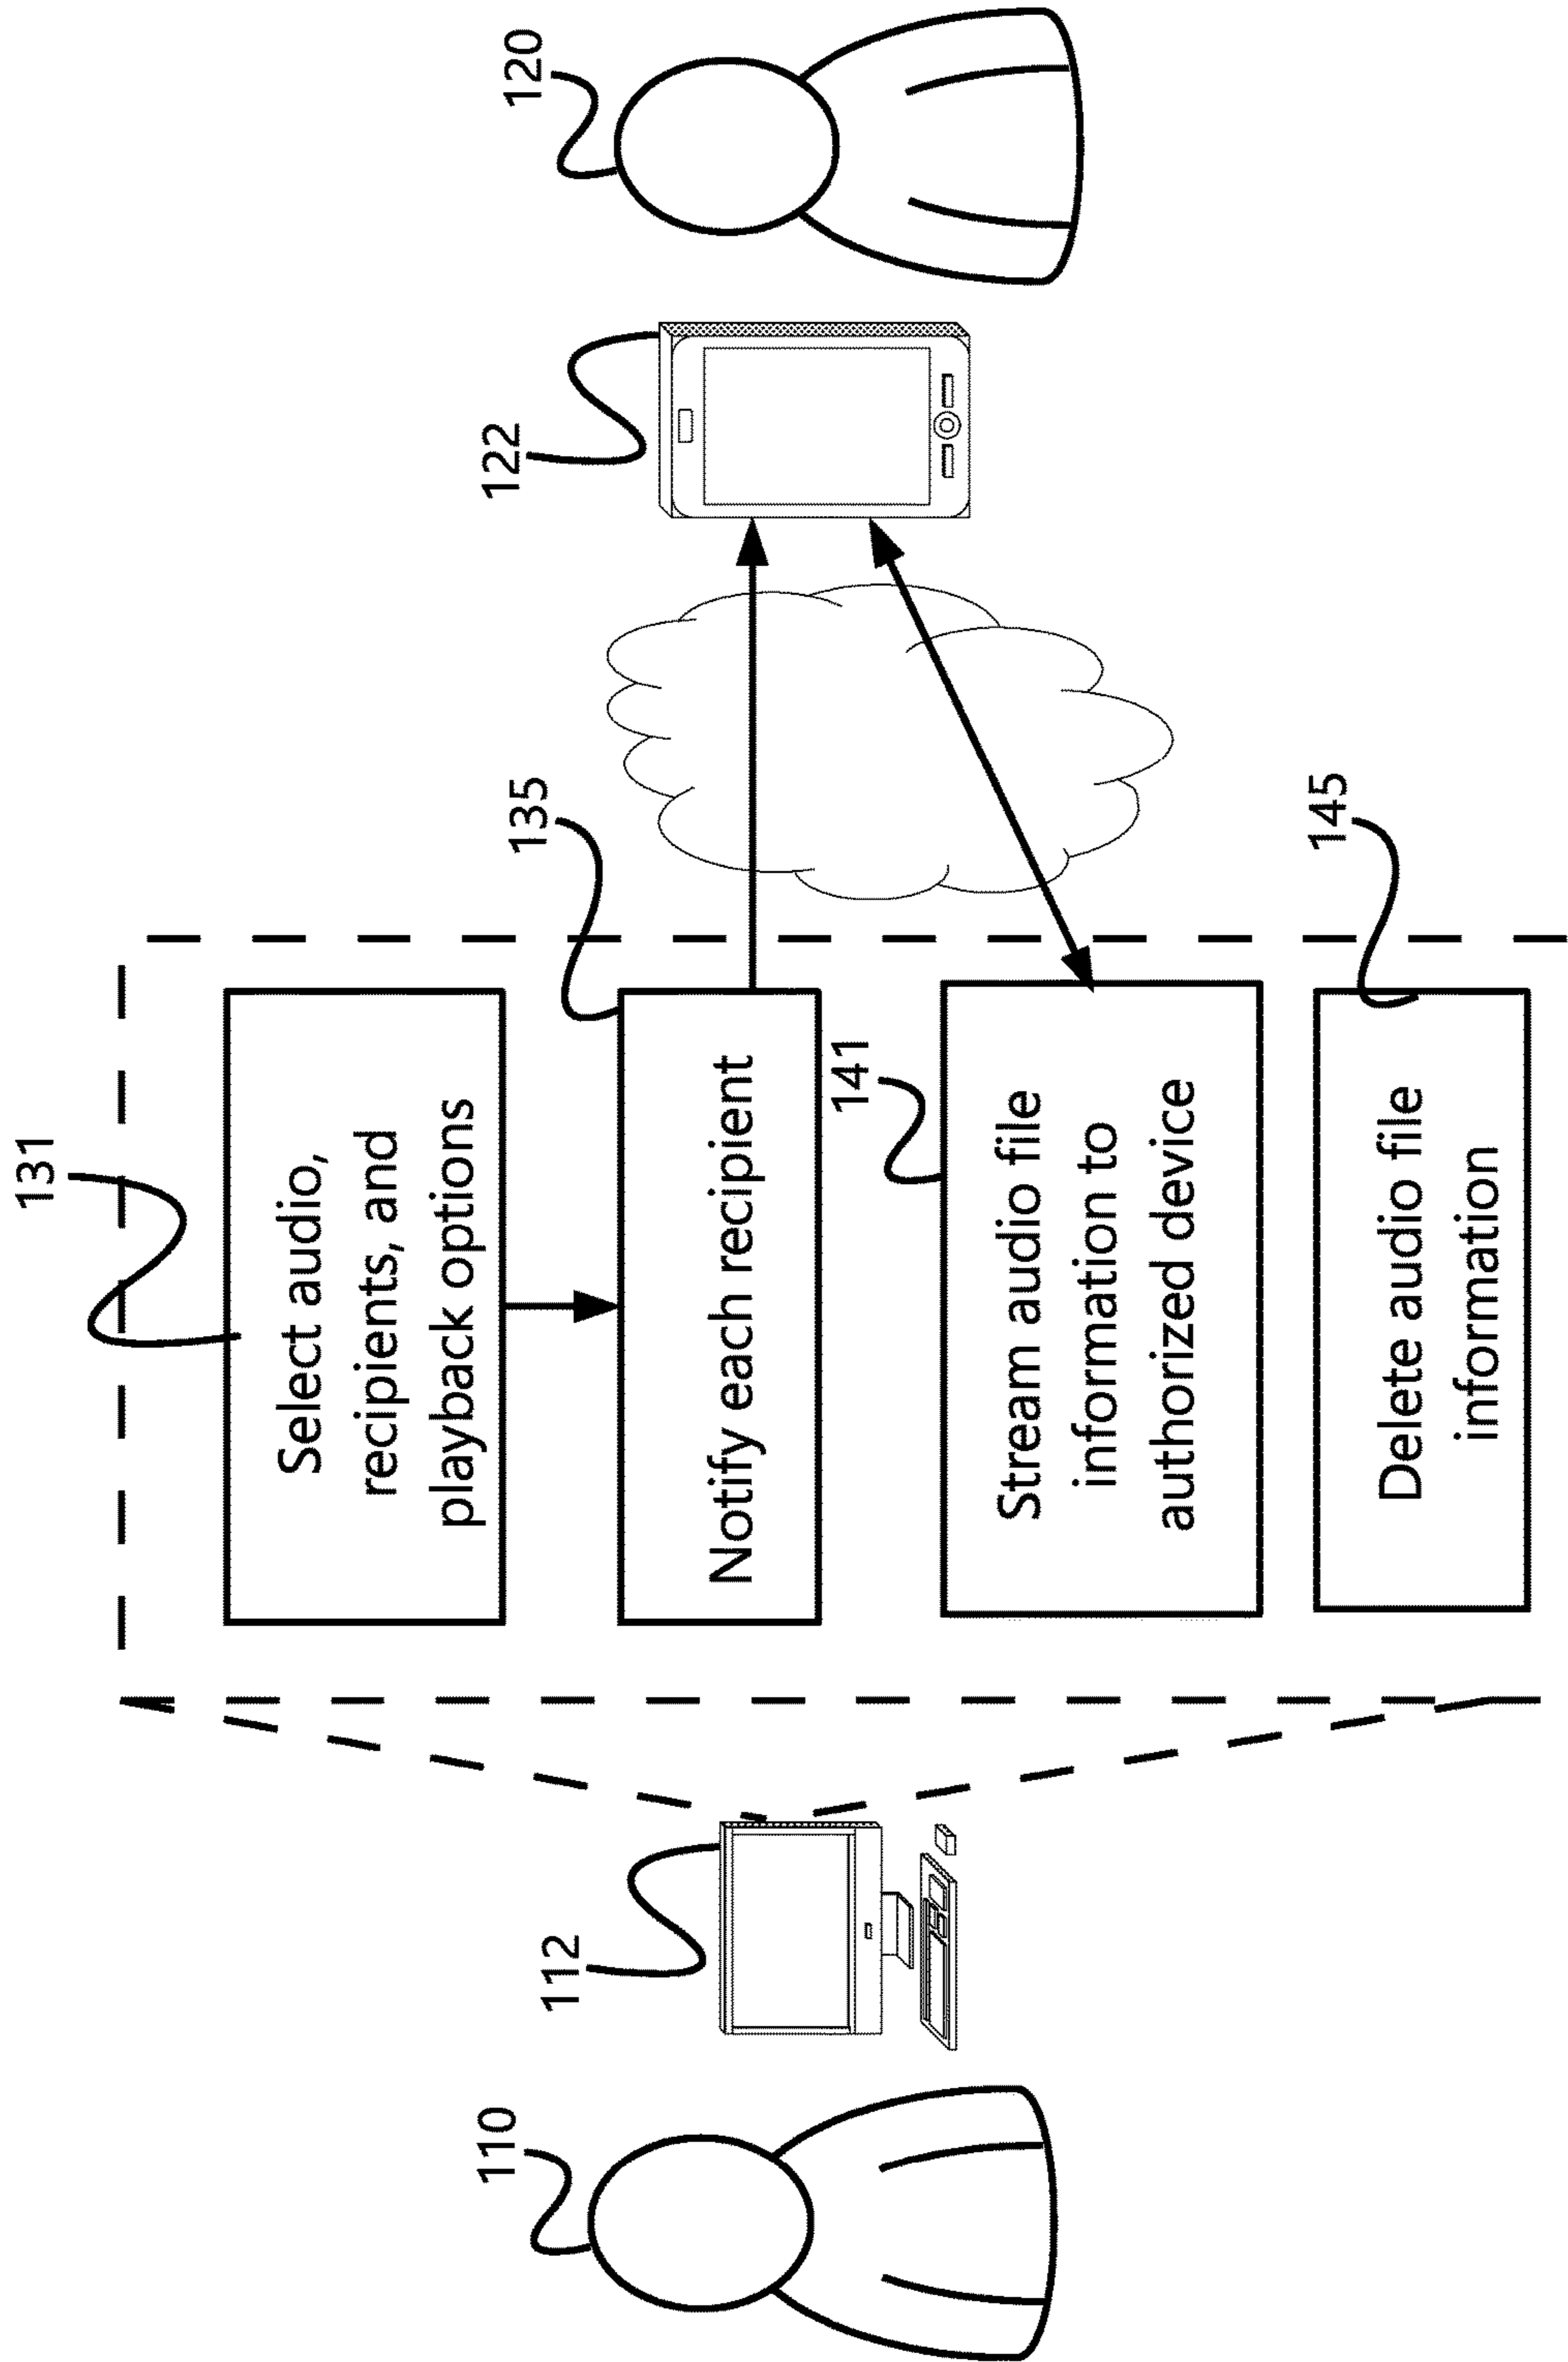 131
Select audio,
recipients, and
playback options
135
Notify each recipient
141
Stream audio file
information to
authorized device
145
Delete audio file
information
110
112
122
120